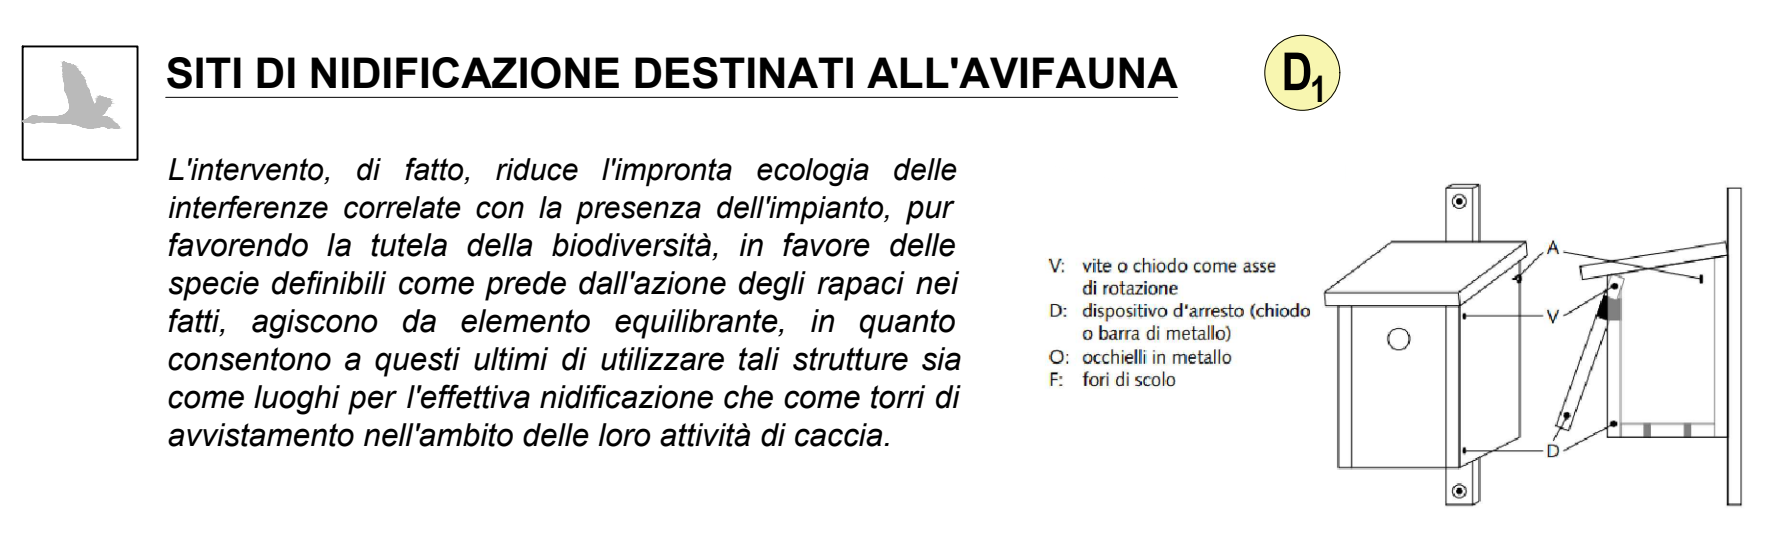 SITI DI NIDIFICAZIONE DESTINATI ALL'AVIFAUNA
D1
L'intervento, di fatto, riduce l'impronta ecologia delle
interferenze correlate con la presenza dell'impianto, pur
favorendo la tutela della biodiversità, in favore delle
specie definibili come prede dall'azione degli rapaci nei
fatti, agiscono da elemento equilibrante, in quanto
consentono a questi ultimi di utilizzare tali strutture sia
come luoghi per l'effettiva nidificazione che come torri di
avvistamento nell'ambito delle loro attività di caccia.
V: vite o chiodo come asse
di rotazione
D: dispositivo d'arresto (chiodo
o barra di metallo)
O: occhielli in metallo
F: fori di scolo
A
V
D